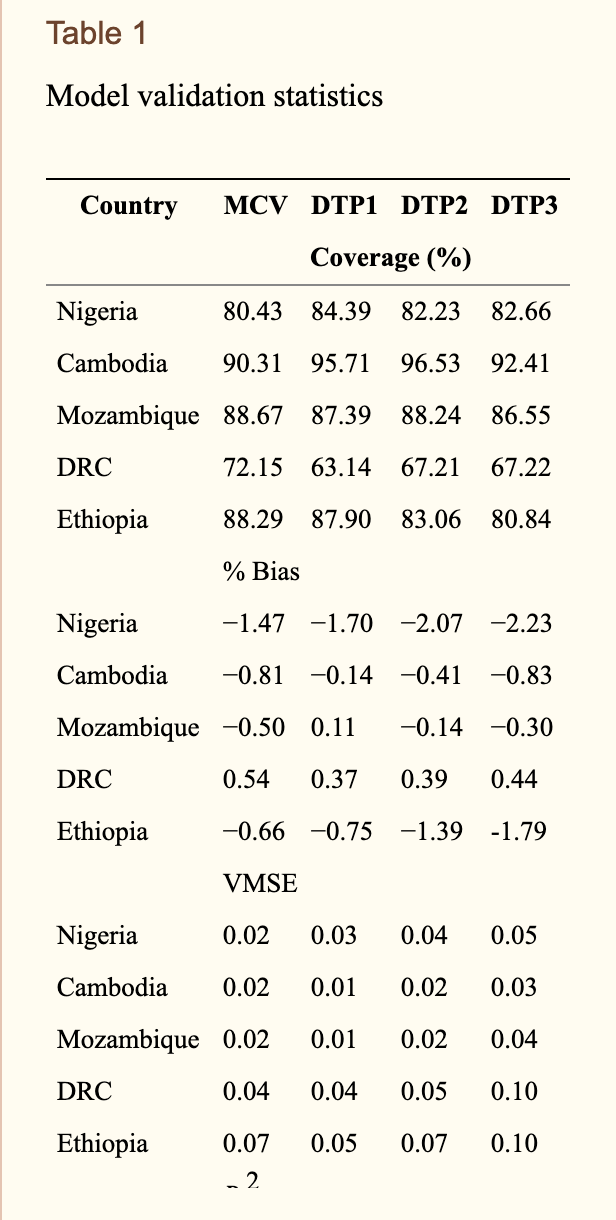 Table 1
Model validation statistics
Country MCV DTP1 DTP2 DTP3
Coverage (%)
Nigeria 80.43 84.39 82.23 82.66
Cambodia 90.31 95.71 96.53 92.41
Mozambique 88.67 87.39 88.24 86.55
DRC 72.15 63.14 67.21 67.22
Ethiopia 88.29 87.90 83.06 80.84
% Bias
Nigeria −1.47 −1.70 −2.07 −2.23
Cambodia −0.81 −0.14 −0.41 −0.83
Mozambique −0.50 0.11 −0.14 −0.30
DRC 0.54 0.37 0.39 0.44
Ethiopia −0.66 −0.75 −1.39 -1.79
VMSE
Nigeria 0.02 0.03 0.04 0.05
Cambodia 0.02 0.01 0.02 0.03
Mozambique 0.02 0.01 0.02 0.04
DRC 0.04 0.04 0.05 0.10
Ethiopia 0.07 0.05 0.07 0.10
2